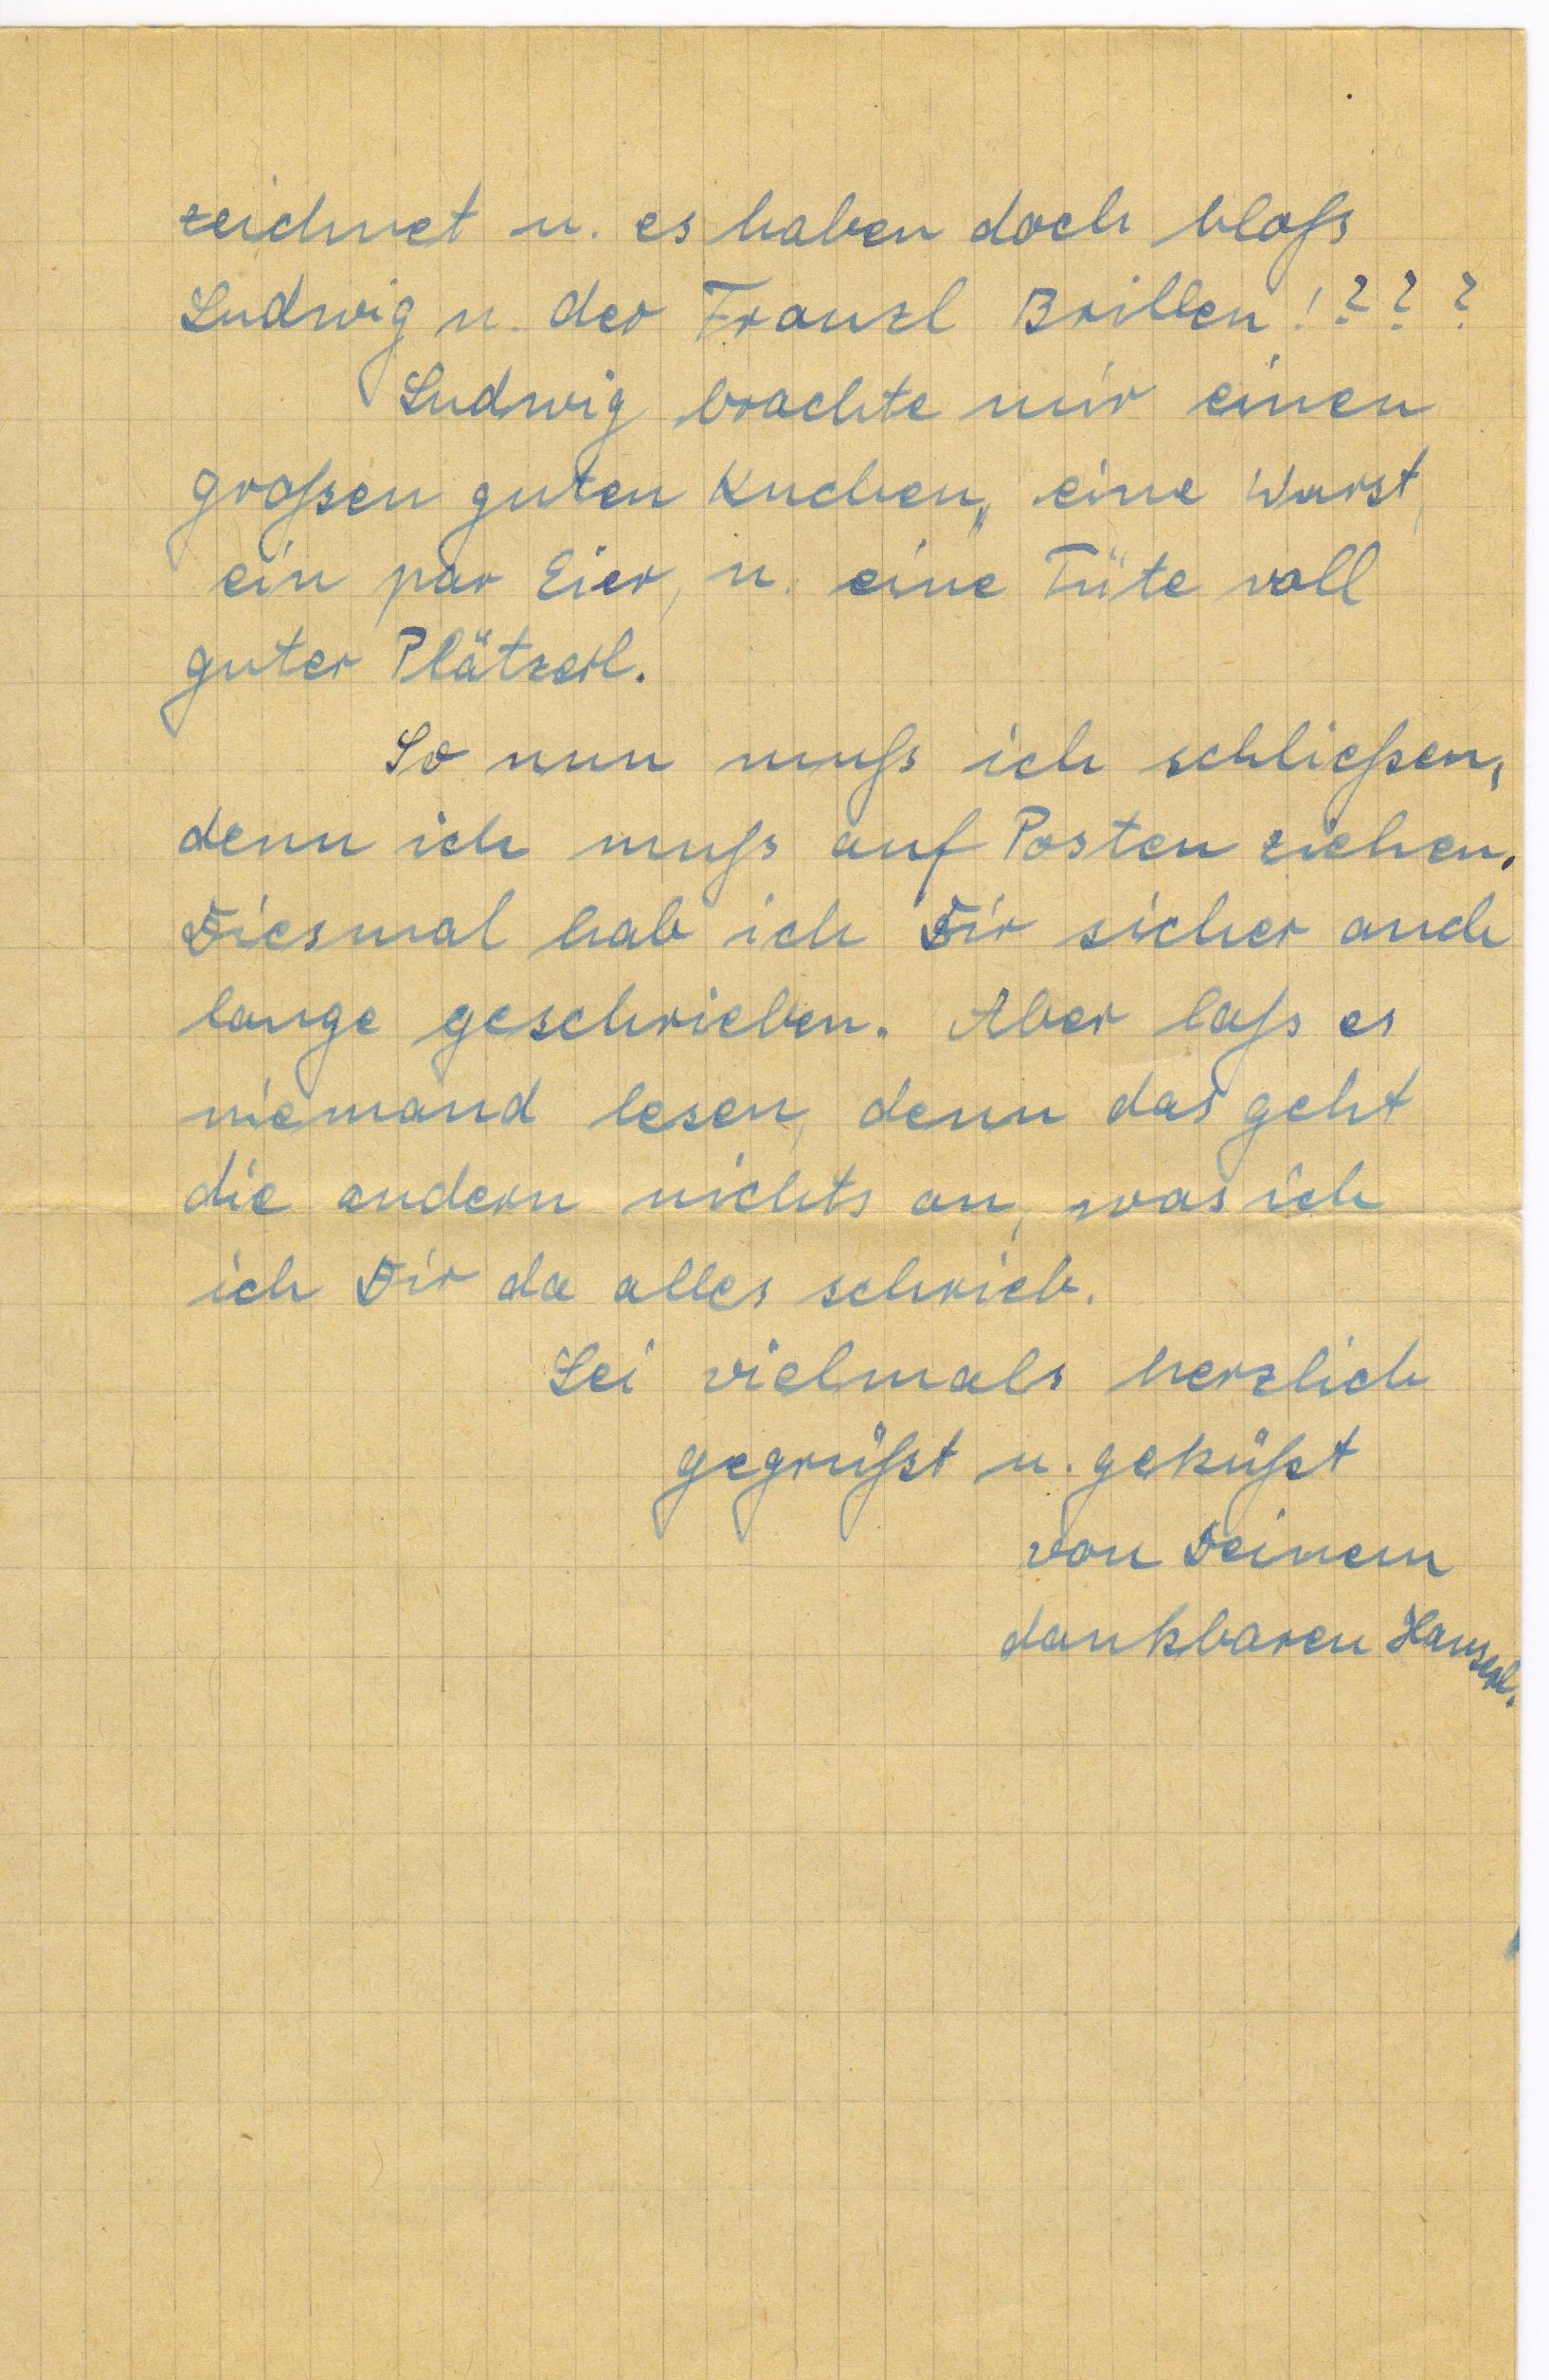 zeichnet u. es haben doch bloß
Ludwig u. der Franzl Brillen!???
Ludwig brachte mir einen
großen guten Kuchen, eine Wurst,
ein par Eier, u. eine Tüte voll
guter Plätzerl.
So nun muß ich schließen,
denn ich muß auf Posten ziehen.
Diesmal hab ich Dir sicher auch
lange geschrieben. Aber laß es
niemand lesen, denn das geht
die andern nichts an, was ich
ich Dir da alles schrieb.
Sei vielmals herzlich
gegrüßt u. geküßt
von Deinem
dankbaren Hanserl.